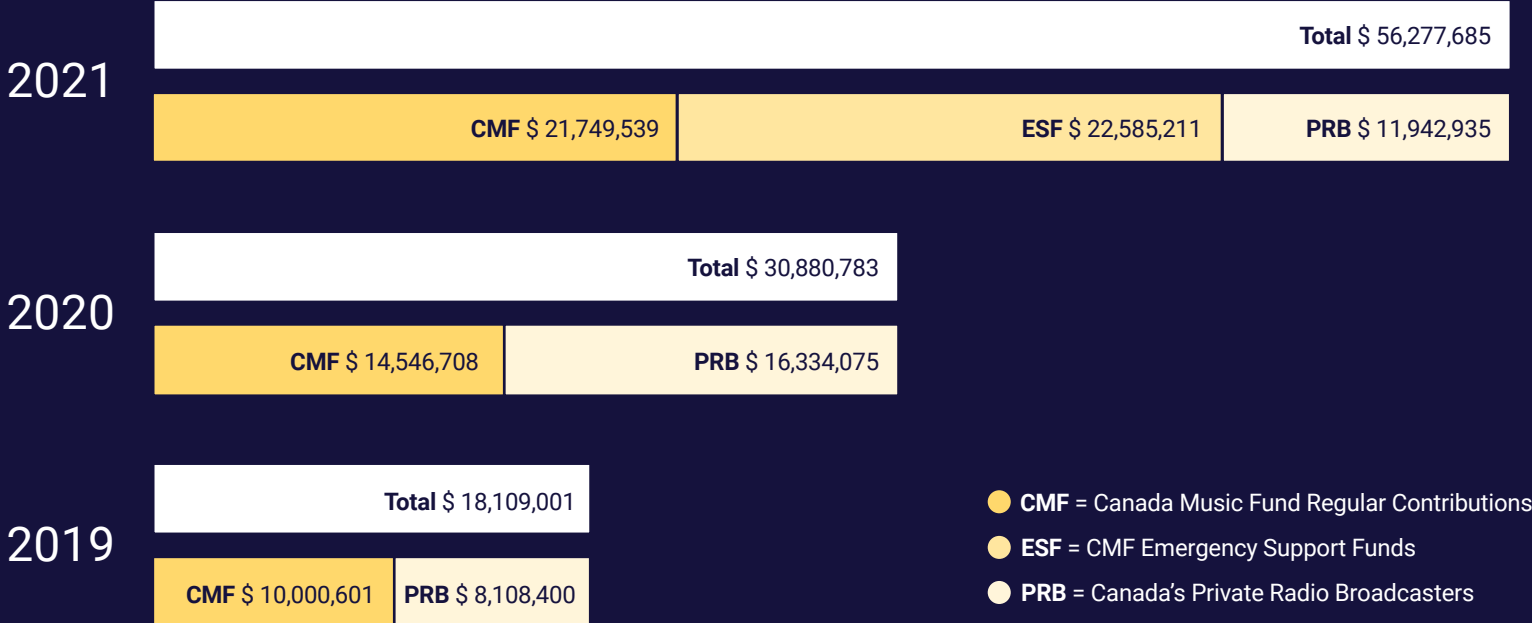 2021
Total $ 56,277,685
CMF $ 21,749,539
ESF $ 22,585,211
PRB $ 11,942,935
2020
Total $ 30,880,783
CMF $ 14,546,708
PRB $ 16,334,075
2019
Total $ 18,109,001
CMF $ 10,000,601
PRB $ 8,108,400
CMF = Canada Music Fund Regular Contributions
ESF = CMF Emergency Support Funds
PRB = Canada's Private Radio Broadcasters